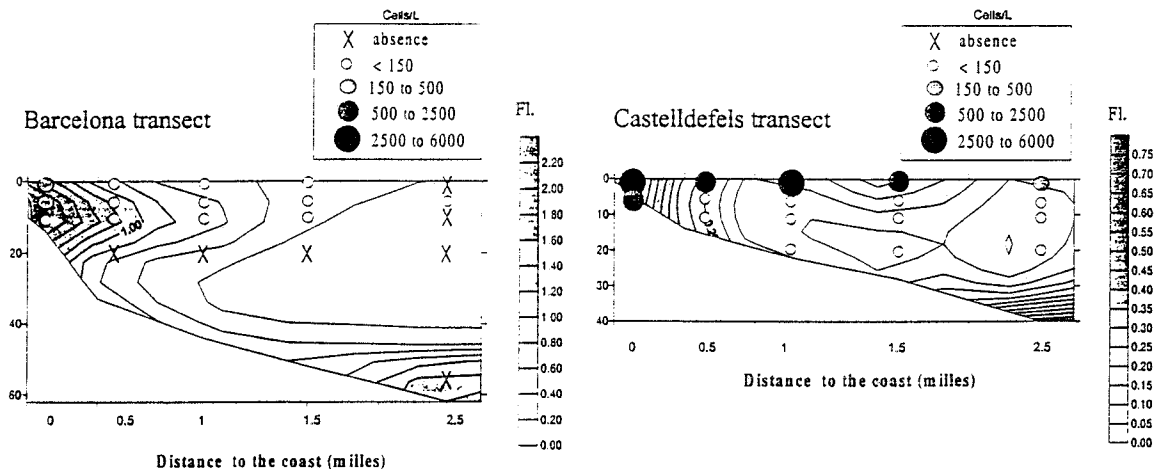 Cells/L
absence
< 150
150 to 500
500 to 2500
2500 to 6000
Barcelona transect
Fl.
2.20
2.00
1.80
1.60
1.40
1.20
1.00
0.80
0.60
0.40
0.20
0.00
0
20
40
60
1.00
0 0.5 1 1.5 2.5
Distance to the coast (milles)
Cells/L
absence
< 150
150 to 500
500 to 2500
2500 to 6000
Castelldefels transect
Fl.
0.75
0.70
0.65
0.60
0.55
0.50
0.45
0.40
0.35
0.30
0.25
0.20
0.15
0.10
0.05
0.00
0
10
20
30
40
0 0.5 1 1.5 2.5
Distance to the coast (milles)